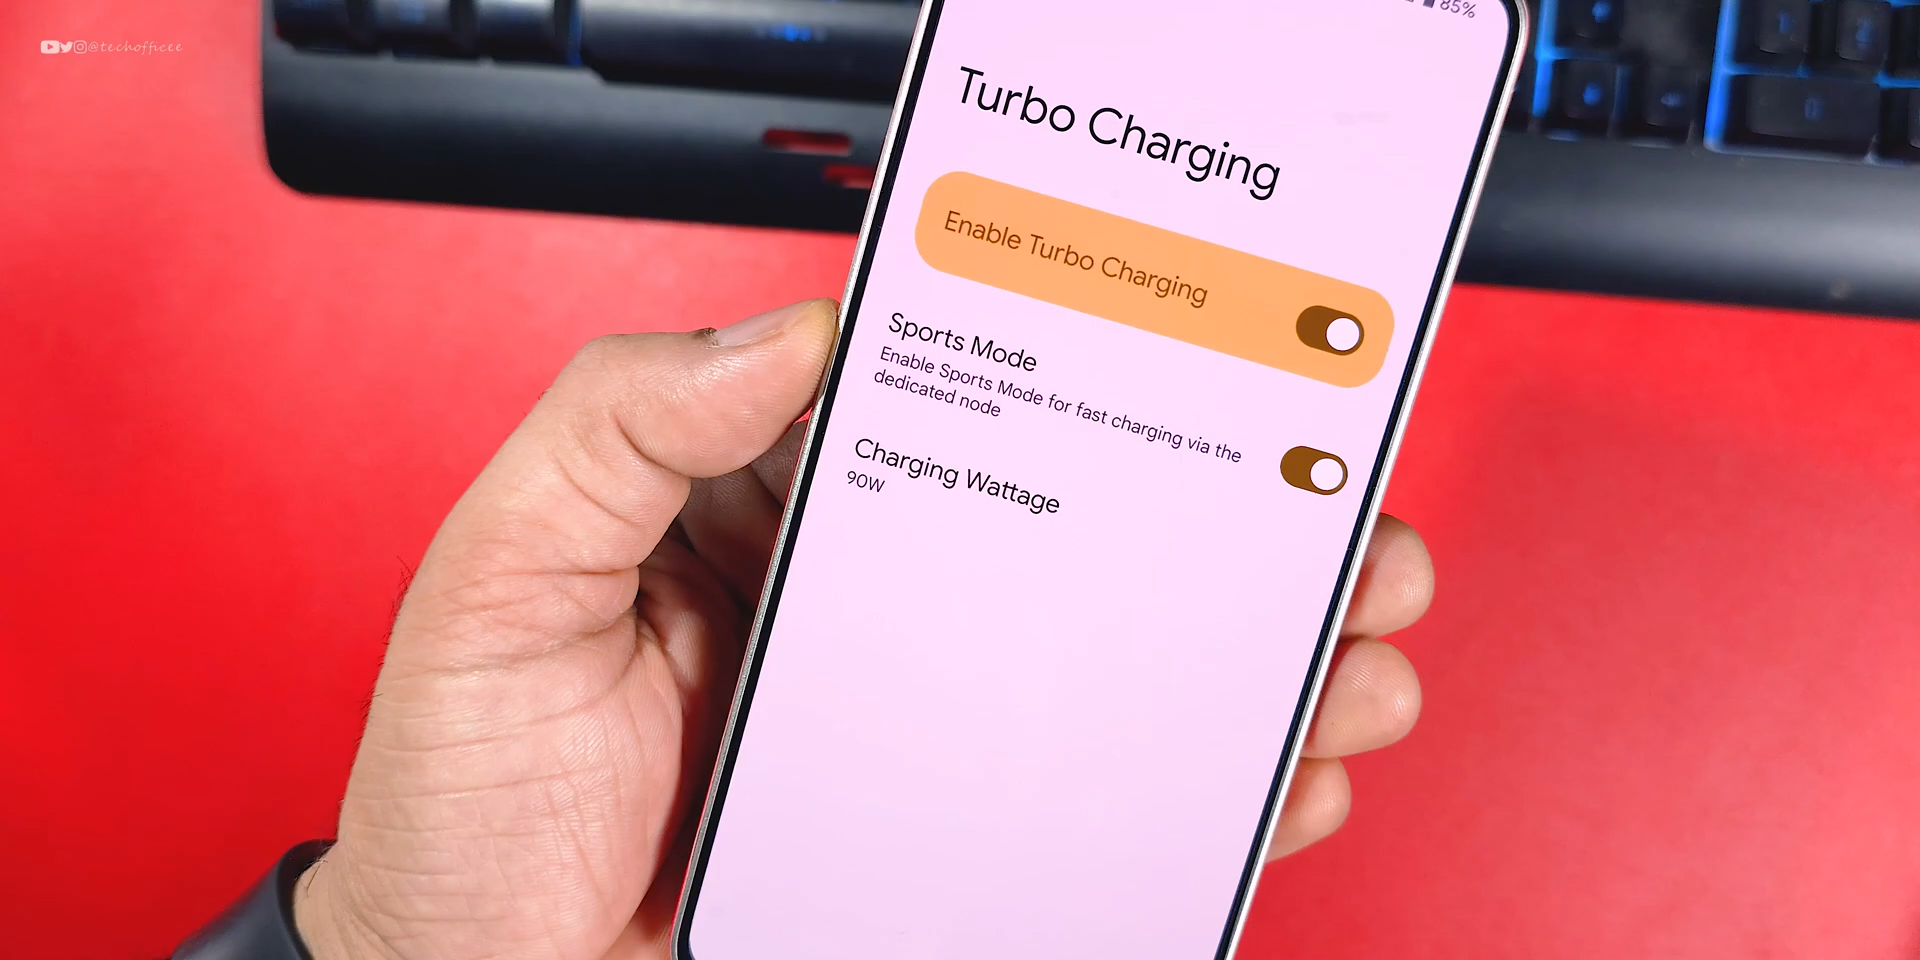 @techofficee
85%
Turbo Charging
Enable Turbo Charging
Sports Mode
Enable Sports Mode for fast charging via the
dedicated node
Charging Wattage
90W